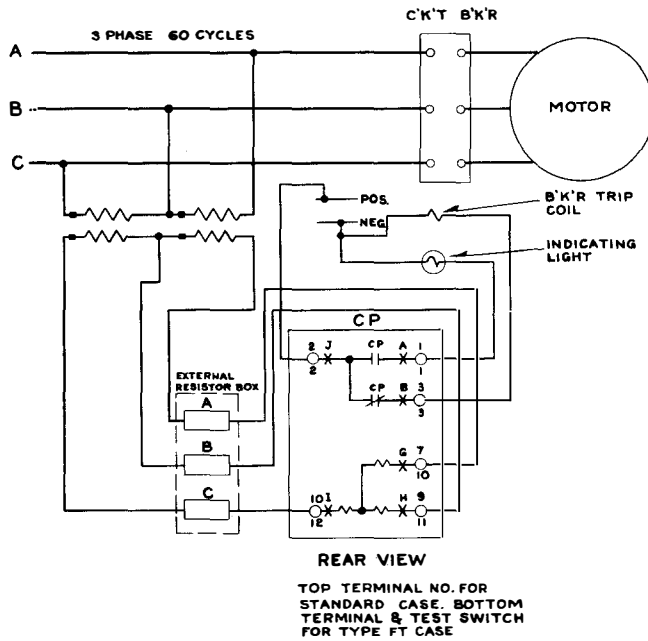 C'K'T B'K'R
3 PHASE 60 CYCLES
A
B
C
MOTOR
POS.
NEG.
B'K'R TRIP
COIL
INDICATING
LIGHT
CP
2 J CP A 1
2 1
CP B 3
3
EXTERNAL
RESISTOR BOX
A
B
C
G 7
10
10 I H 9
12 11
REAR VIEW
TOP TERMINAL NO. FOR
STANDARD CASE. BOTTOM
TERMINAL & TEST SWITCH
FOR TYPE FT CASE